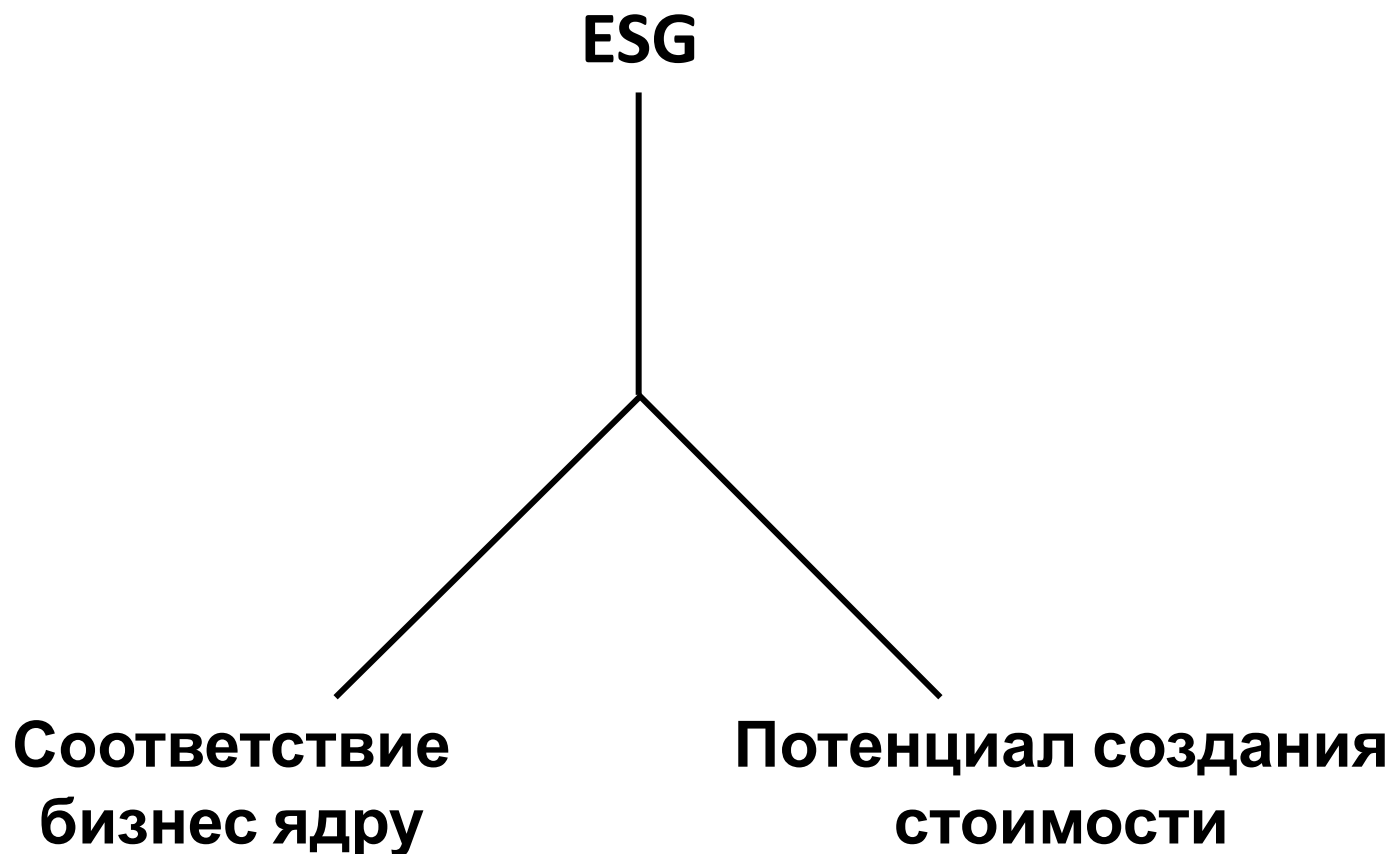 ESG
Соответствие
бизнес ядру
Потенциал создания
стоимости